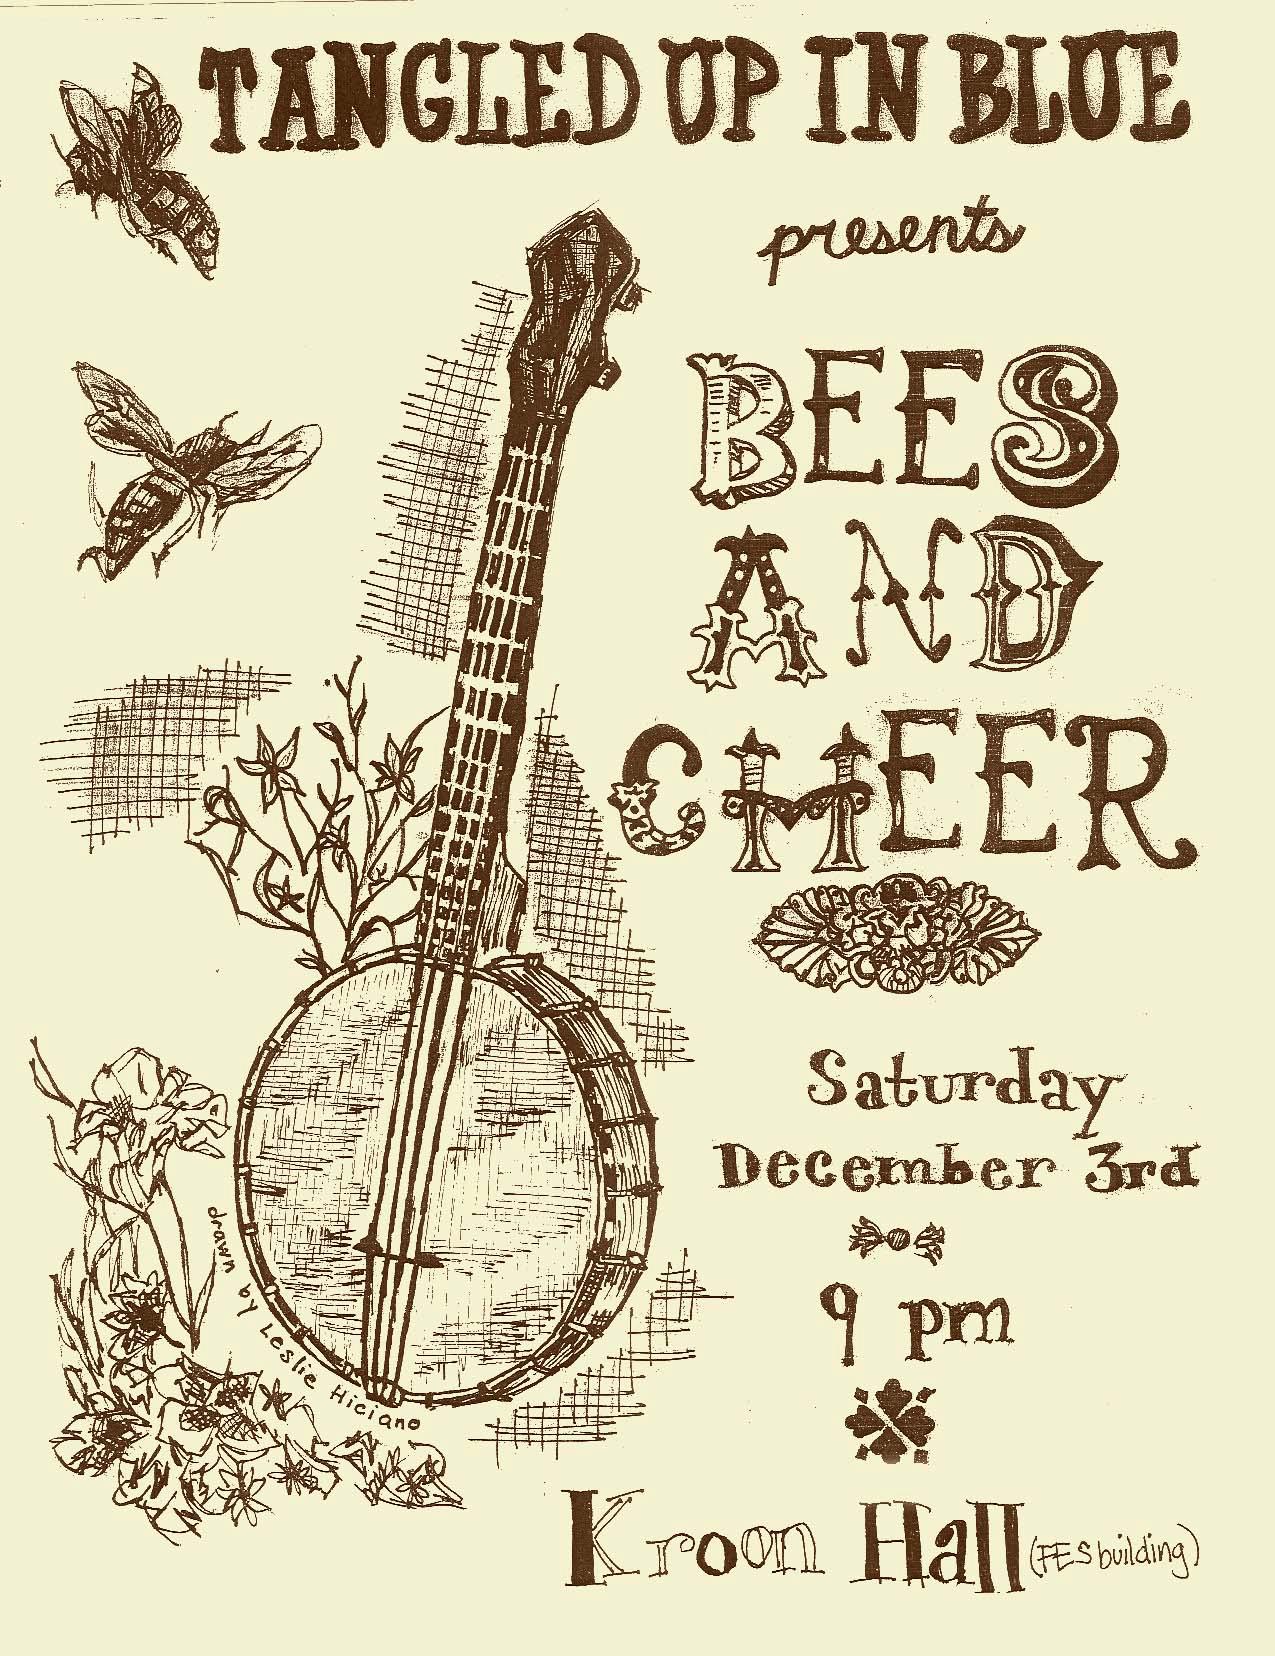 TANGLED UP IN BLUE
presents
BEES
AND
CHEER
Saturday
December 3rd
9 pm
Kroon Hall (FES building)
drawn by Leslie Hiciano